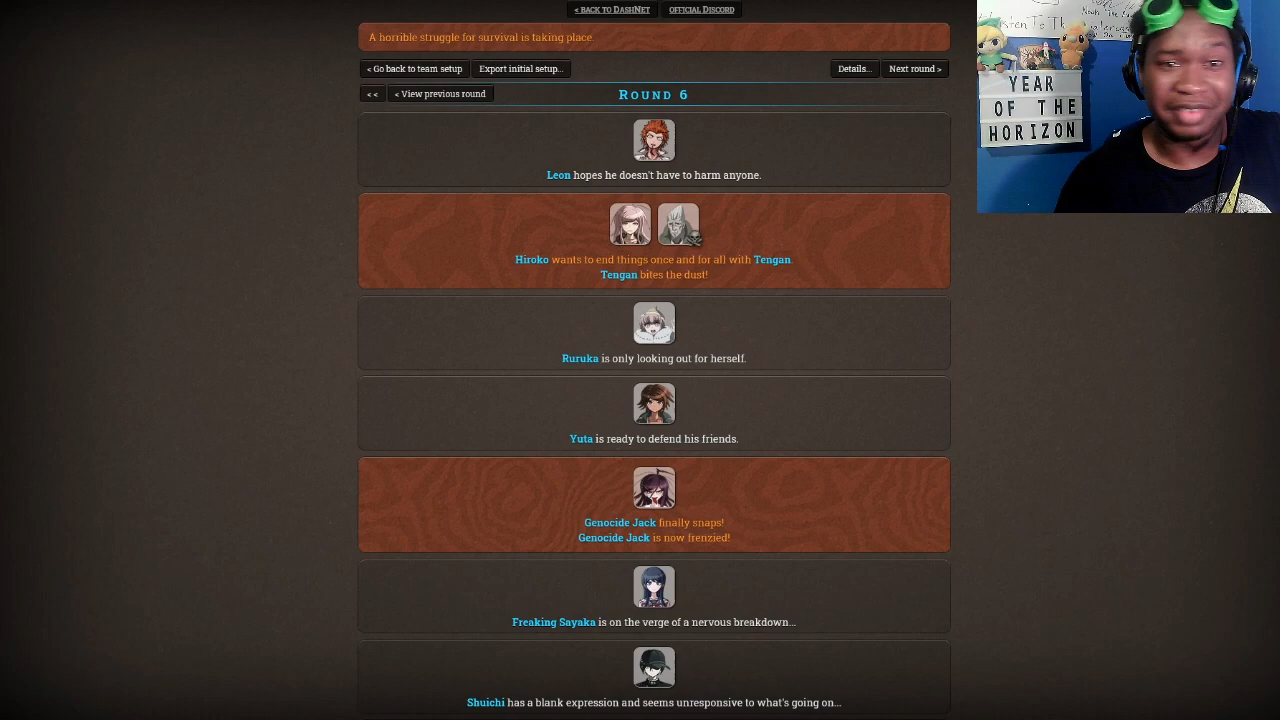 < BACK TO DASHNET
OFFICIAL DISCORD
A horrible struggle for survival is taking place.
< Go back to team setup
Export initial setup...
Details...
Next round >
<<
< View previous round
ROUND 6
Leon hopes he doesn't have to harm anyone.
Hiroko wants to end things once and for all with Tengan.
Tengan bites the dust!
Ruruka is only looking out for herself.
Yuta is ready to defend his friends.
Genocide Jack finally snaps!
Genocide Jack is now frenzied!
Freaking Sayaka is on the verge of a nervous breakdown...
Shuichi has a blank expression and seems unresponsive to what's going on...
YEAR
OF THE
HORIZON